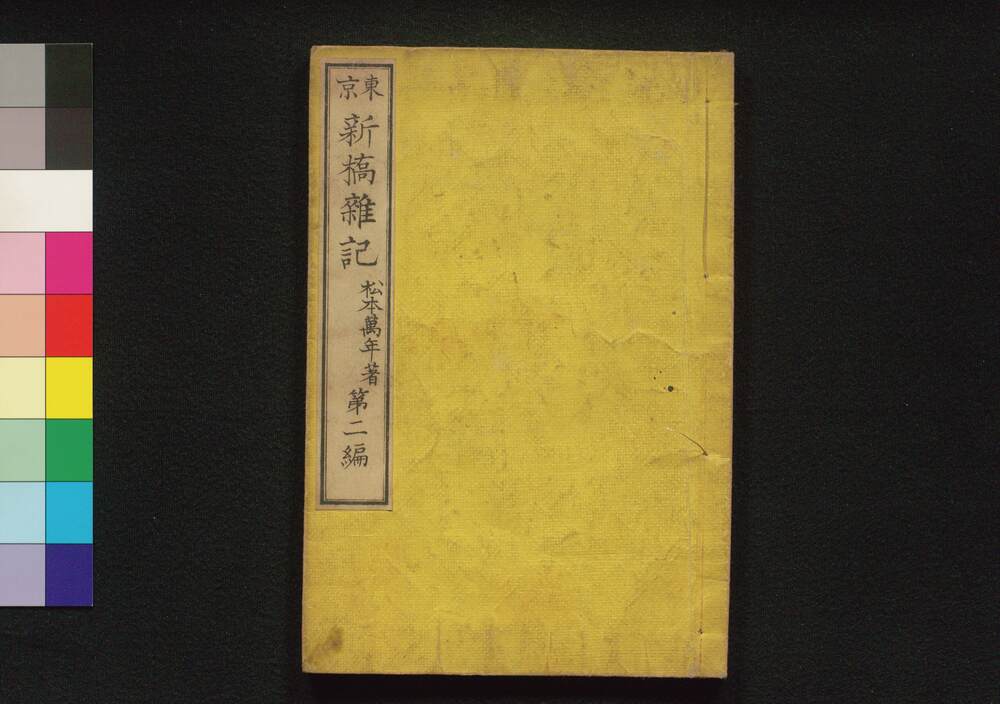 東京
新橋雜記
松本萬年著
第二編